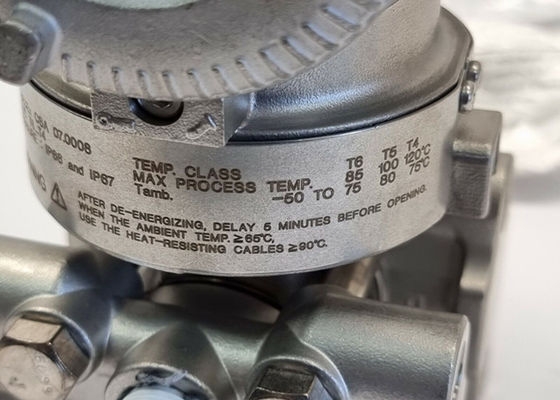 07.0008
IP66 and IP67
TEMP. CLASS T6 T5 T4
MAX PROCESS TEMP. 85 100 120°C
Tamb. -50 TO 75 80 75°C
AFTER DE-ENERGIZING, DELAY 5 MINUTES BEFORE OPENING.
WHEN THE AMBIENT TEMP. ≥65°C,
USE THE HEAT-RESISTING CABLES ≥90°C.